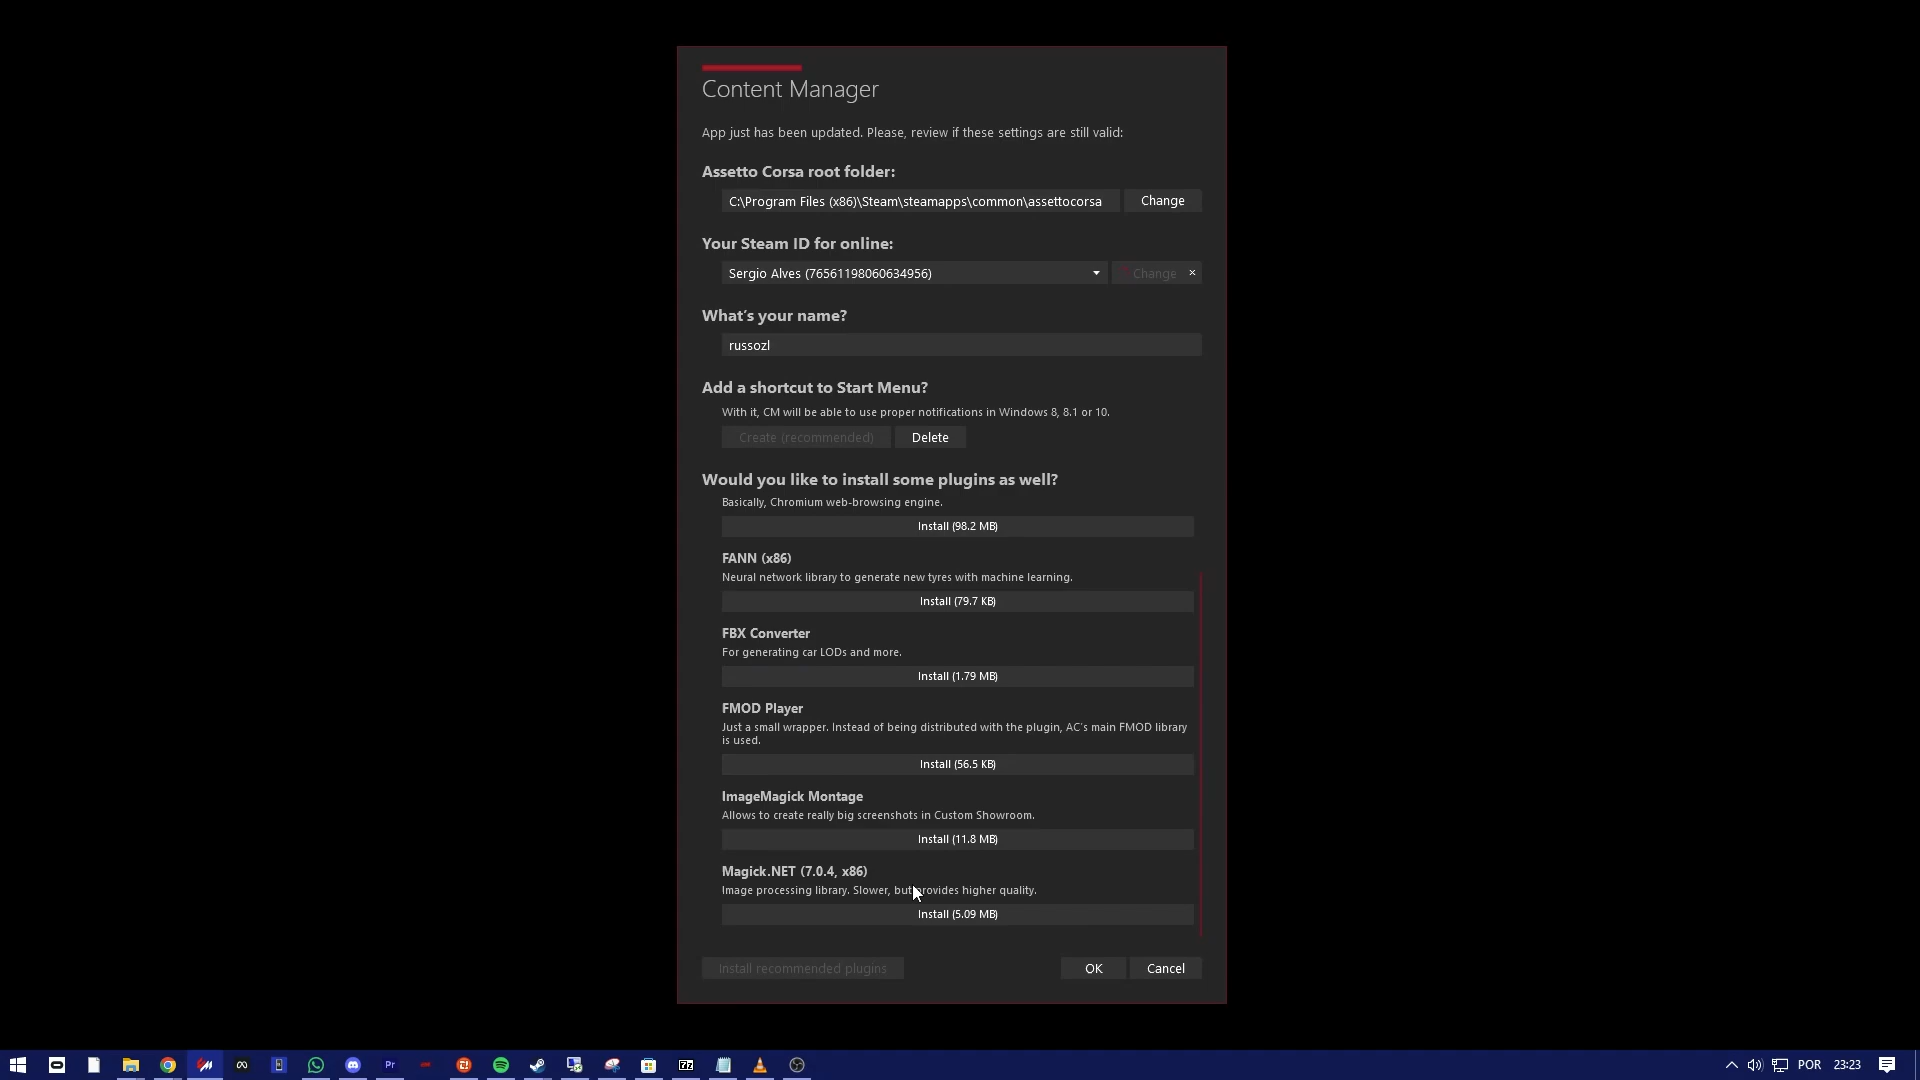 Content Manager
App just has been updated. Please, review if these settings are still valid:
Assetto Corsa root folder:
C:\Program Files (x86)\Steam\steamapps\common\assettocorsa
Change
Your Steam ID for online:
Sergio Alves (76561198060634956)
Change
What's your name?
russozl
Add a shortcut to Start Menu?
With it, CM will be able to use proper notifications in Windows 8, 8.1 or 10.
Create (recommended)
Delete
Would you like to install some plugins as well?
Basically, Chromium web-browsing engine.
Install (98.2 MB)
FANN (x86)
Neural network library to generate new tyres with machine learning.
Install (79.7 KB)
FBX Converter
For generating car LODs and more.
Install (1.79 MB)
FMOD Player
Just a small wrapper. Instead of being distributed with the plugin, AC's main FMOD library
is used.
Install (56.5 KB)
ImageMagick Montage
Allows to create really big screenshots in Custom Showroom.
Install (11.8 MB)
Magick.NET (7.0.4, x86)
Image processing library. Slower, but provides higher quality.
Install (5.09 MB)
Install recommended plugins
OK
Cancel
Pr
7z
POR
23:23